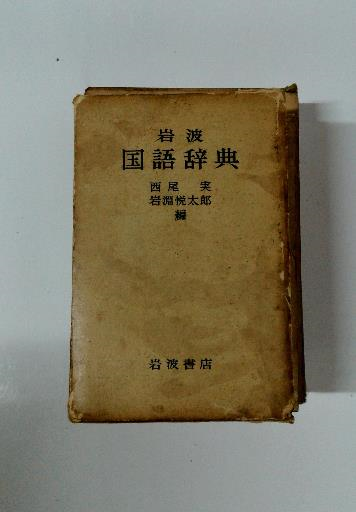 岩波
国語辞典
西尾 実
岩淵悦太郎
編
岩波書店